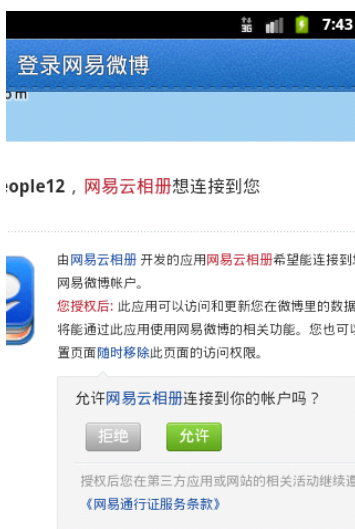 3G 7:43
登录网易微博
om
eople12，网易云相册想连接到您
由网易云相册 开发的应用网易云相册希望能连接到
网易微博帐户。
您授权后: 此应用可以访问和更新您在微博里的数据
将能通过此应用使用网易微博的相关功能。您也可
置页面随时移除此页面的访问权限。
允许网易云相册连接到你的帐户吗？
拒绝 允许
授权后您在第三方应用或网站的相关活动继续
《网易通行证服务条款》